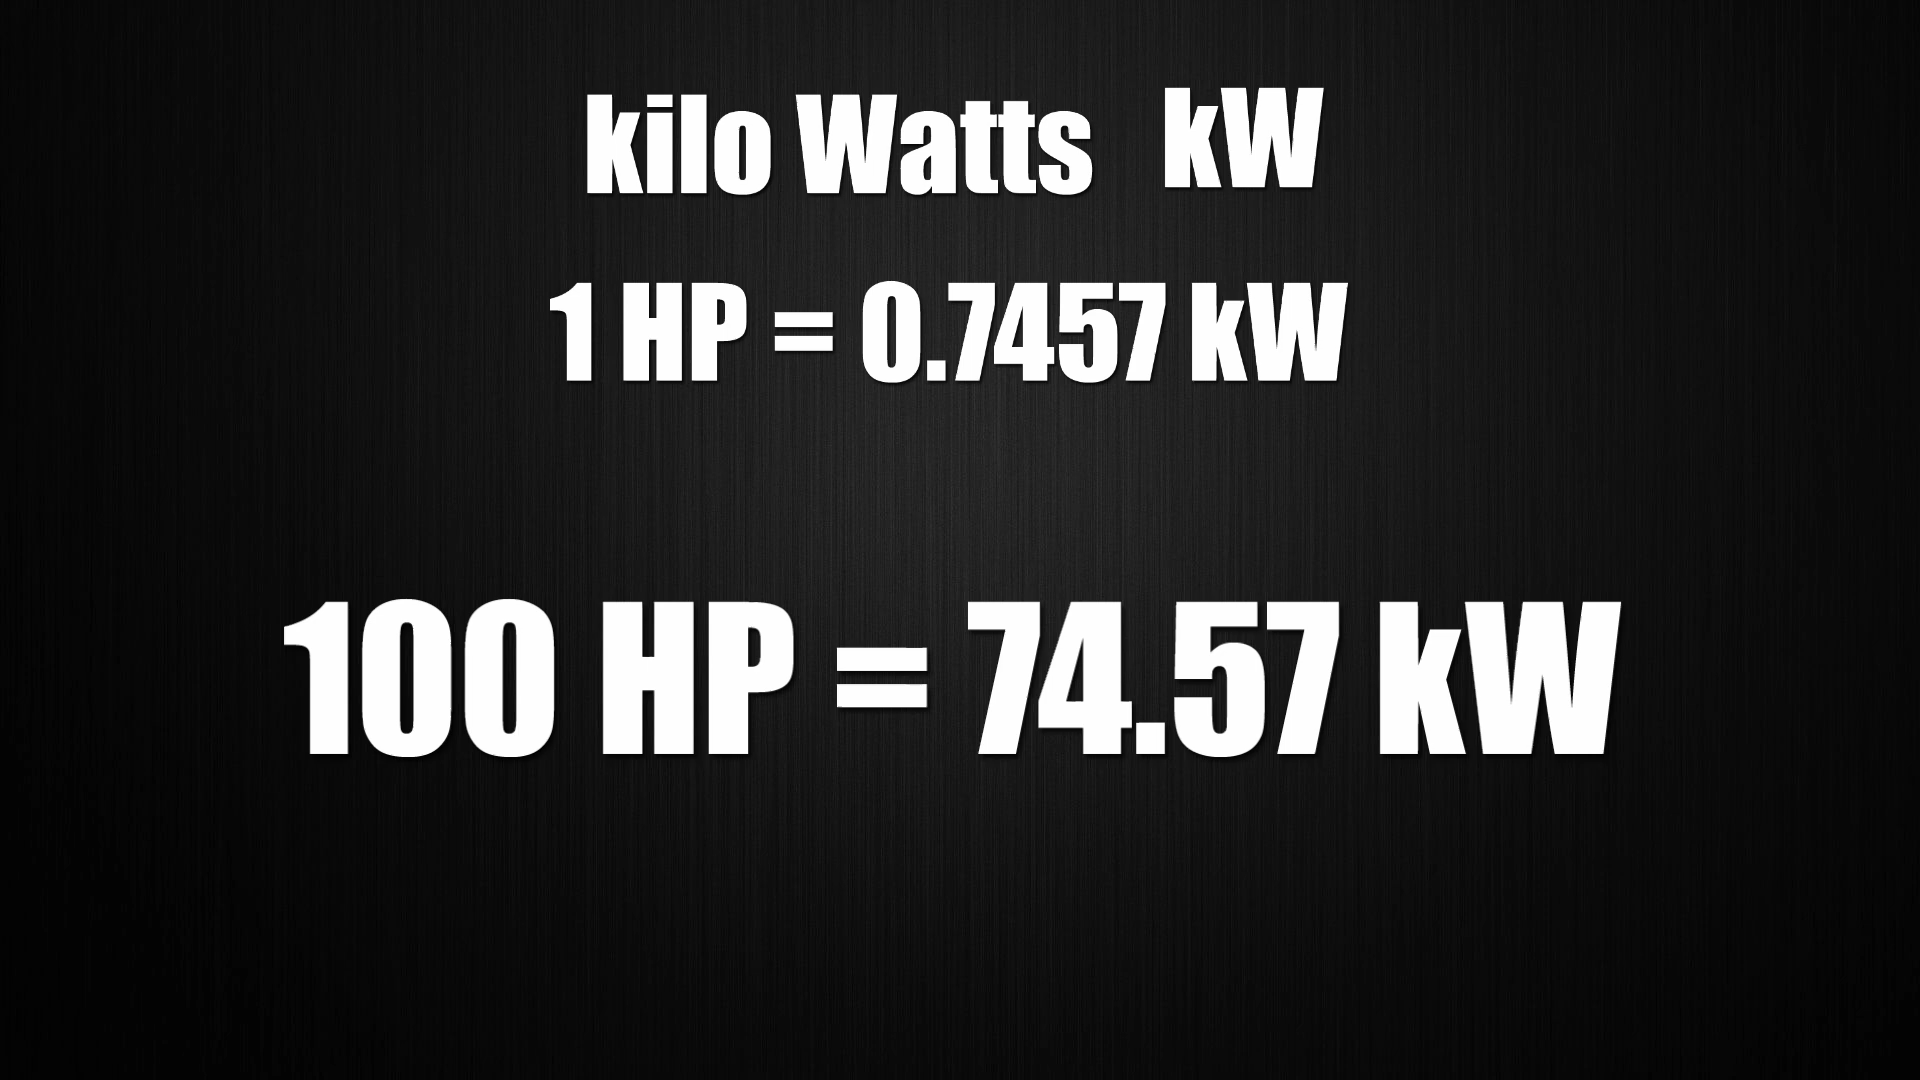 kilo Watts kW
1 HP = 0.7457 kW
100 HP = 74.57 kW